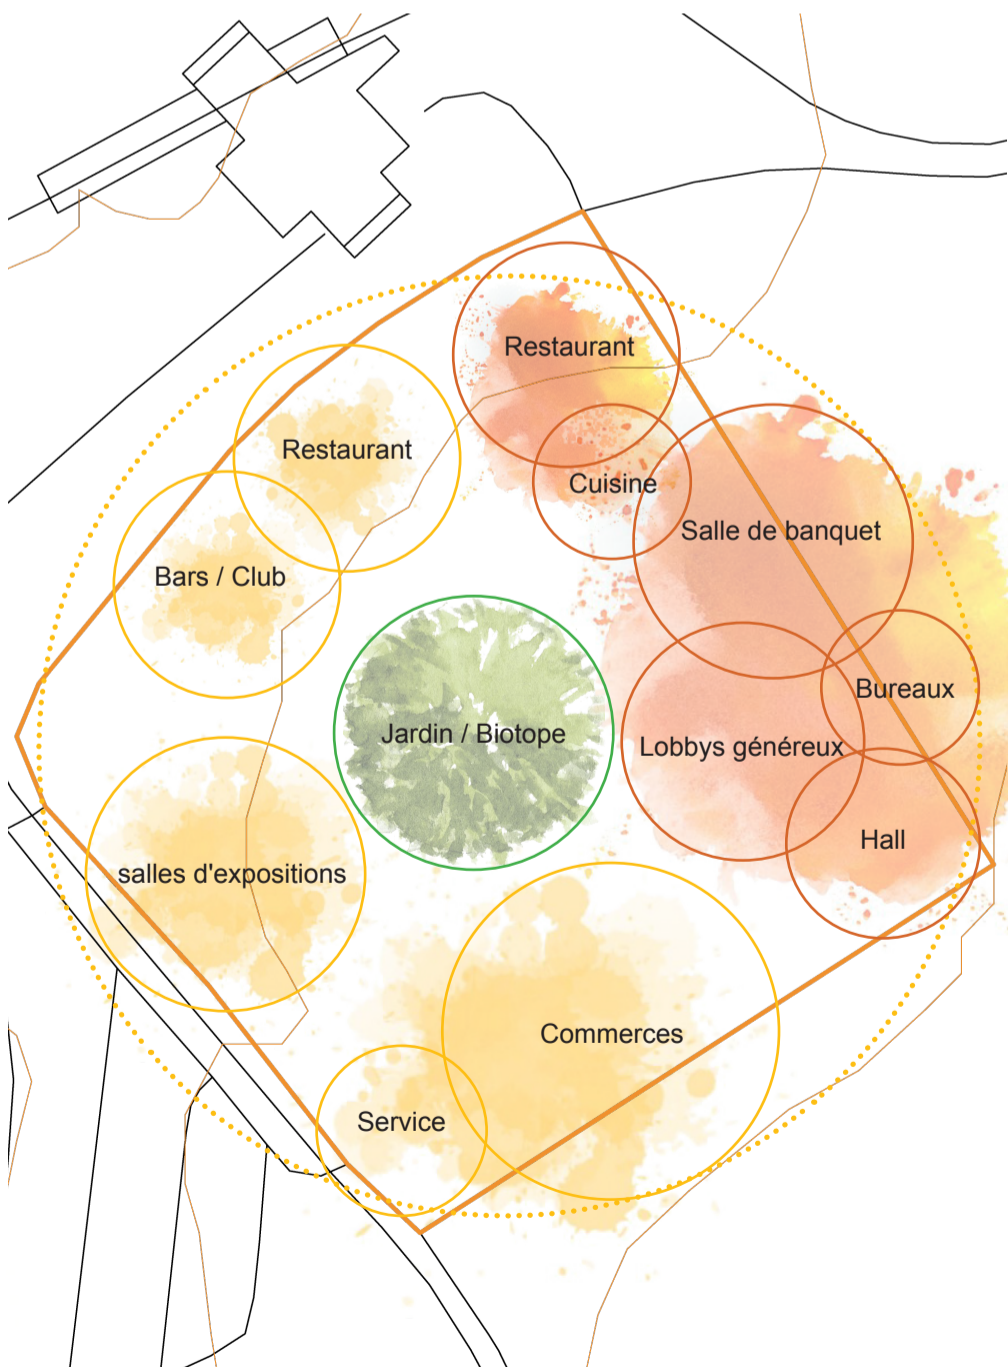 Restaurant
Restaurant
Cuisine
Salle de banquet
Bars / Club
Bureaux
Jardin / Biotope
Lobbys généreux
Hall
salles d'expositions
Commerces
Service